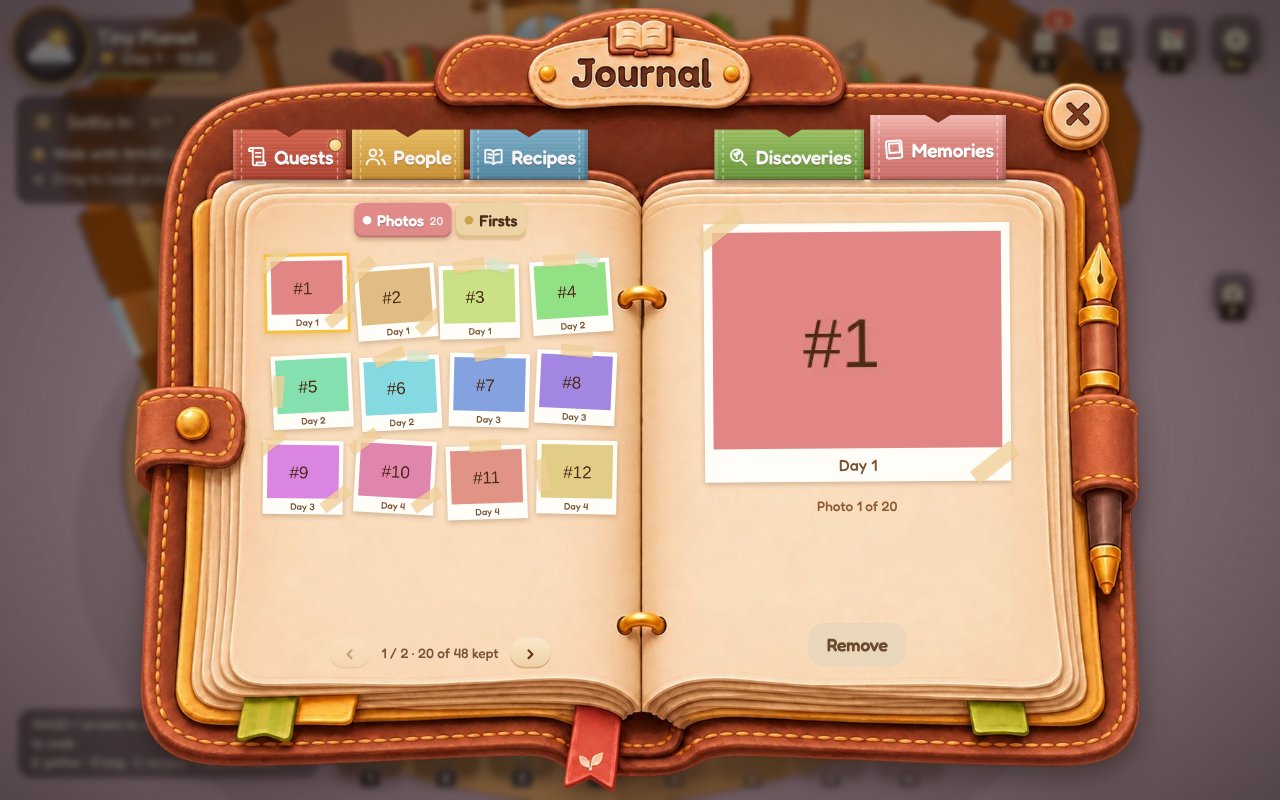 Journal
Quests
People
Recipes
Discoveries
Memories
Photos 20
Firsts
#1
Day 1
#2
Day 1
#3
Day 1
#4
Day 2
#5
Day 2
#6
Day 2
#7
Day 3
#8
Day 3
#9
Day 3
#10
Day 4
#11
Day 4
#12
Day 4
1 / 2 · 20 of 48 kept
#1
Day 1
Photo 1 of 20
Remove
Tiny Planet